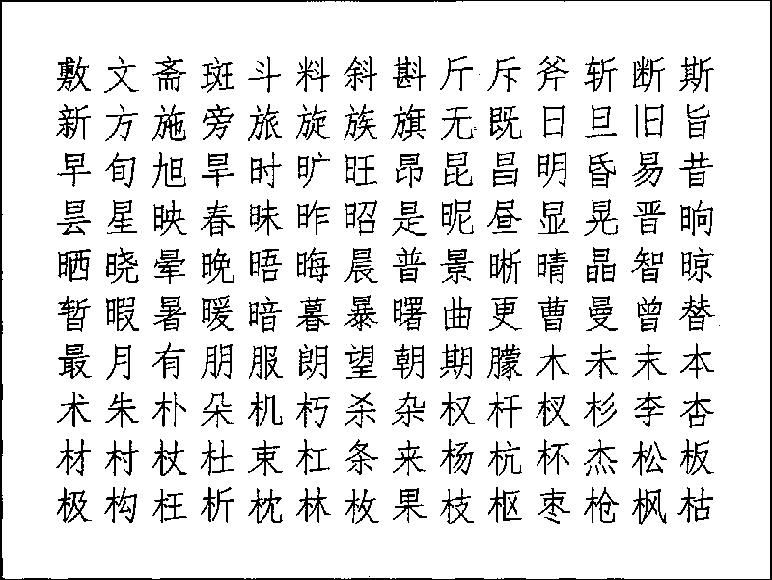 敷文斋斑斗料斜斟斤斥斧斩断斯
新方施旁旅旋族旗无既日旦旧旨
早旬旭旱时旷旺昂昆昌明昏易昔
昙星映春昧昨昭是昵昼显晃晋晌
晒晓晕晚晤晦晨普景晰晴晶智晾
暂暇暑暖暗暮暴曙曲更曹曼曾替
最月有朋服朗望朝期朦木未末本
术朱朴朵机朽杀杂权杆杈杉李杏
材村杖杜束杠条来杨杭杯杰松板
极构枉析枕林枚果枝枢枣枪枫枯